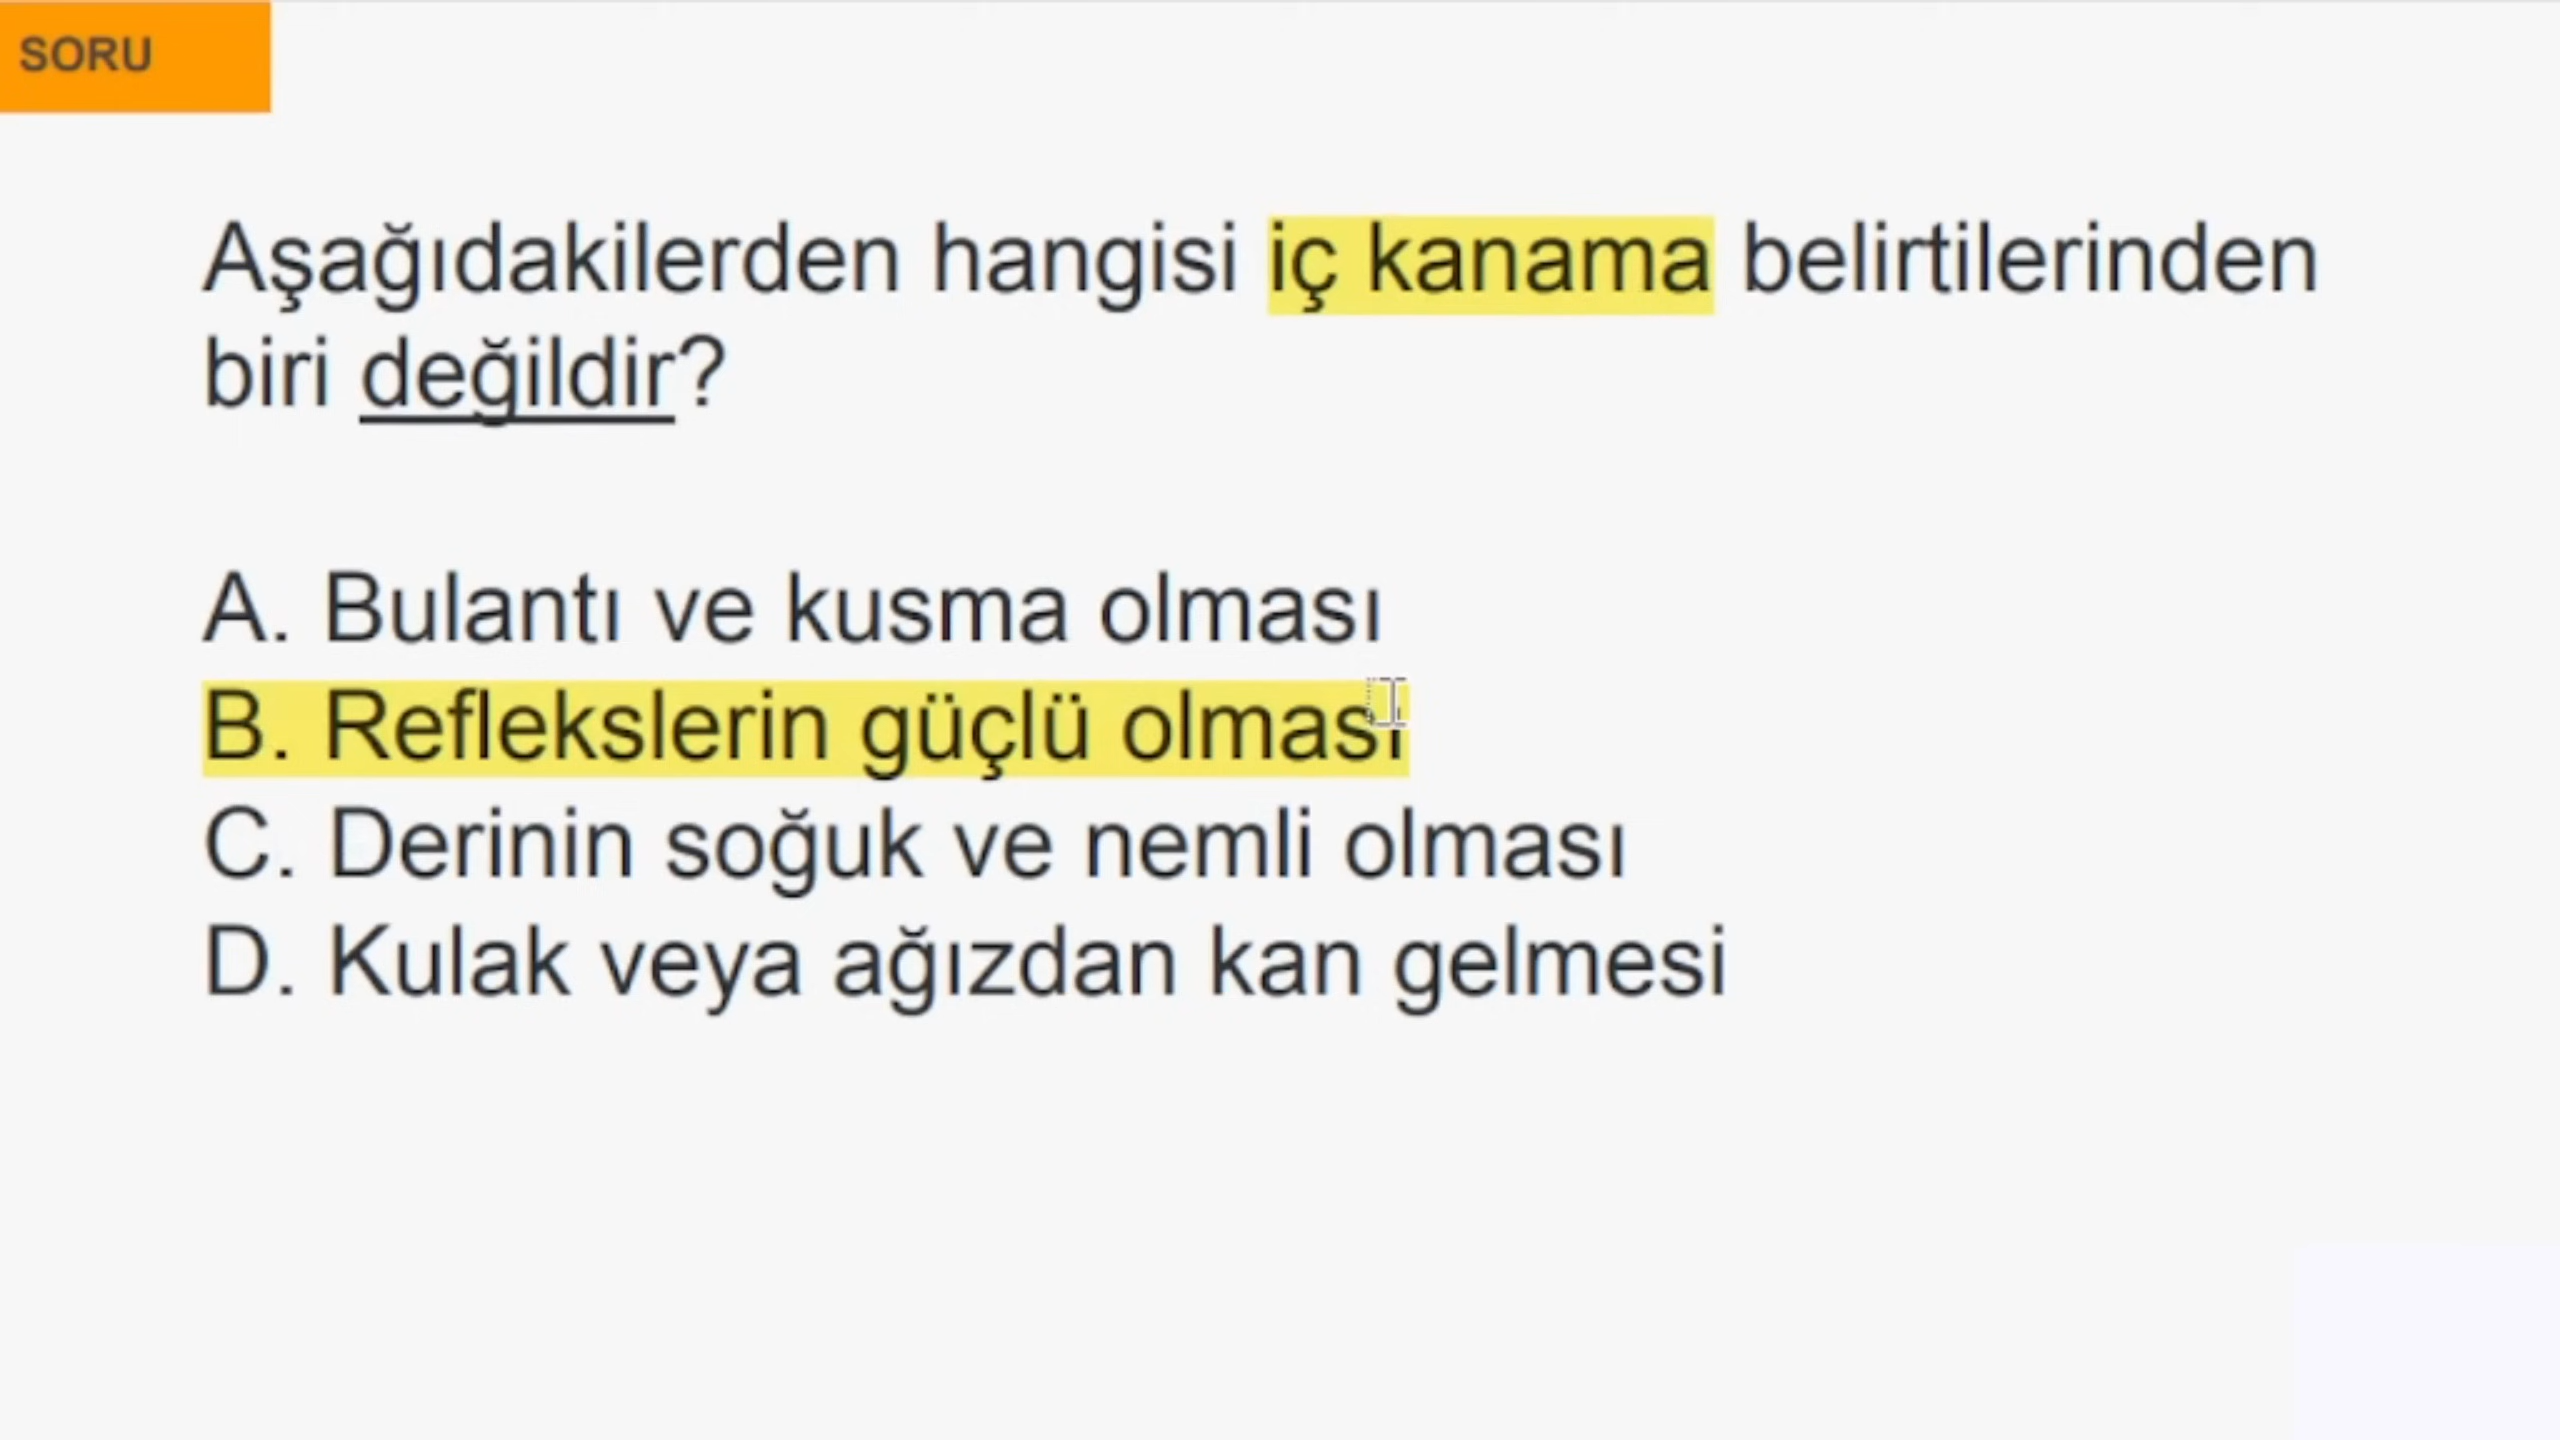 SORU
Aşağıdakilerden hangisi iç kanama belirtilerinden
biri değildir?
A. Bulantı ve kusma olması
B. Reflekslerin güçlü olması
C. Derinin soğuk ve nemli olması
D. Kulak veya ağızdan kan gelmesi